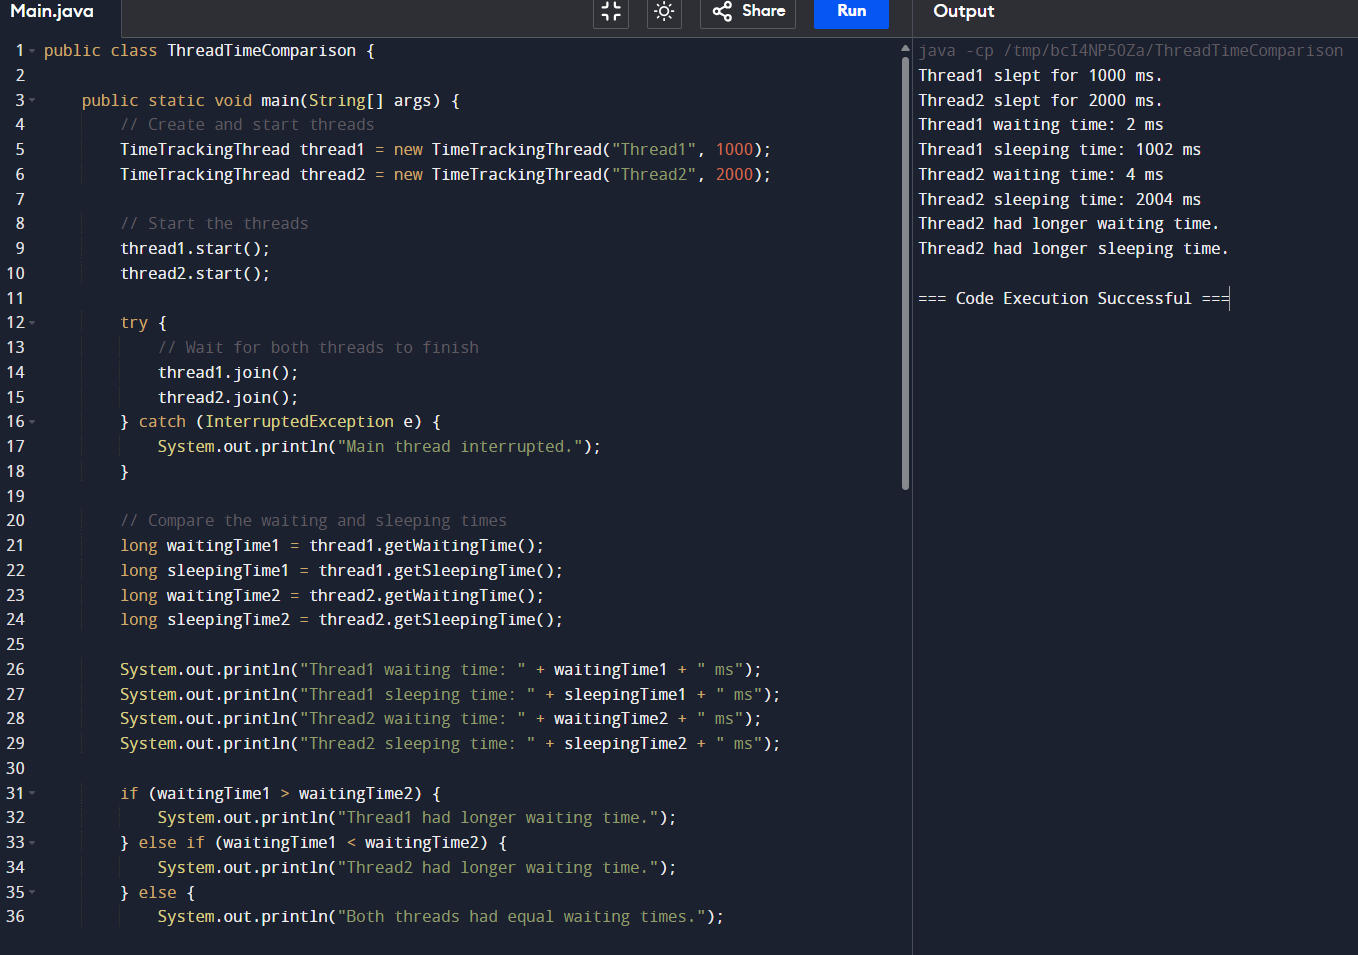 Main.java
Share
Run
Output
1 public class ThreadTimeComparison {
2
3     public static void main(String[] args) {
4         // Create and start threads
5         TimeTrackingThread thread1 = new TimeTrackingThread("Thread1", 1000);
6         TimeTrackingThread thread2 = new TimeTrackingThread("Thread2", 2000);
7
8         // Start the threads
9         thread1.start();
10         thread2.start();
11
12         try {
13             // Wait for both threads to finish
14             thread1.join();
15             thread2.join();
16         } catch (InterruptedException e) {
17             System.out.println("Main thread interrupted.");
18         }
19
20         // Compare the waiting and sleeping times
21         long waitingTime1 = thread1.getWaitingTime();
22         long sleepingTime1 = thread1.getSleepingTime();
23         long waitingTime2 = thread2.getWaitingTime();
24         long sleepingTime2 = thread2.getSleepingTime();
25
26         System.out.println("Thread1 waiting time: " + waitingTime1 + " ms");
27         System.out.println("Thread1 sleeping time: " + sleepingTime1 + " ms");
28         System.out.println("Thread2 waiting time: " + waitingTime2 + " ms");
29         System.out.println("Thread2 sleeping time: " + sleepingTime2 + " ms");
30
31         if (waitingTime1 > waitingTime2) {
32             System.out.println("Thread1 had longer waiting time.");
33         } else if (waitingTime1 < waitingTime2) {
34             System.out.println("Thread2 had longer waiting time.");
35         } else {
36             System.out.println("Both threads had equal waiting times.");
java -cp /tmp/bcI4NP50Za/ThreadTimeComparison
Thread1 slept for 1000 ms.
Thread2 slept for 2000 ms.
Thread1 waiting time: 2 ms
Thread1 sleeping time: 1002 ms
Thread2 waiting time: 4 ms
Thread2 sleeping time: 2004 ms
Thread2 had longer waiting time.
Thread2 had longer sleeping time.
=== Code Execution Successful ===